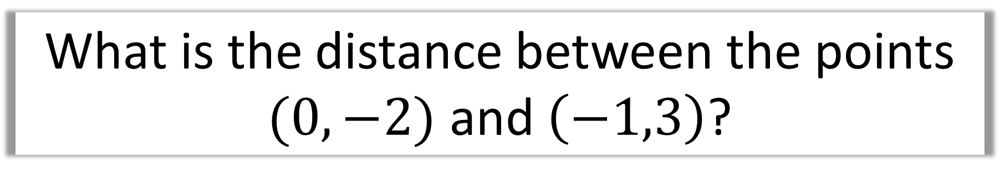 What is the distance between the points
(0, −2) and (−1,3)?